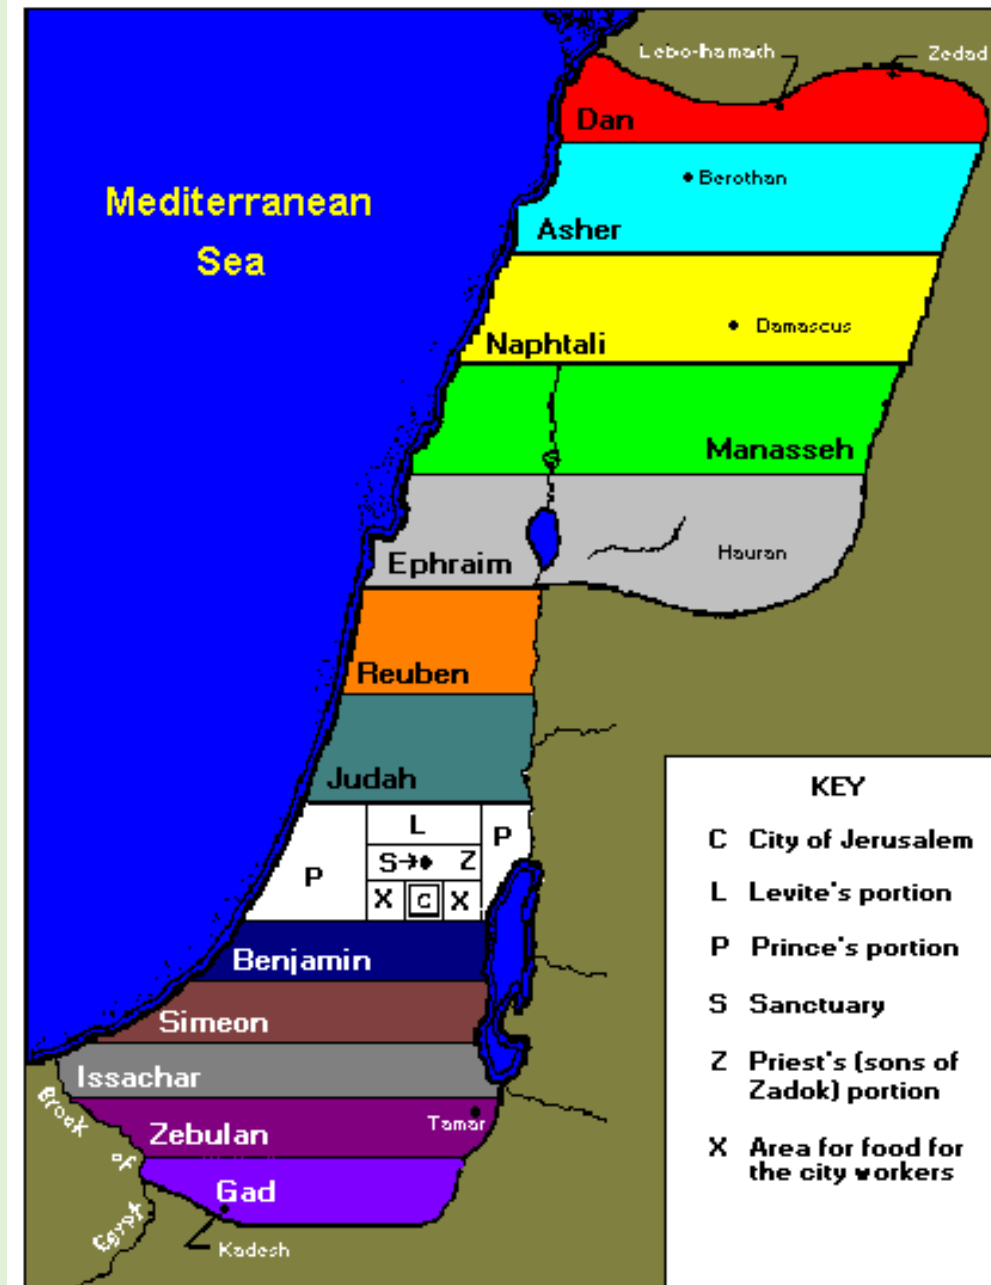 Lebo-hamath
Zedad
Dan
Berothan
Mediterranean
Sea
Asher
Damascus
Naphtali
Manasseh
Ephraim
Hauran
Reuben
Judah
L
P
P
S
Z
X
C
X
Benjamin
Simeon
Issachar
Brook
of
Egypt
Tamar
Zebulan
Gad
Kadesh
KEY
C City of Jerusalem
L Levite's portion
P Prince's portion
S Sanctuary
Z Priest's (sons of
Zadok) portion
X Area for food for
the city workers